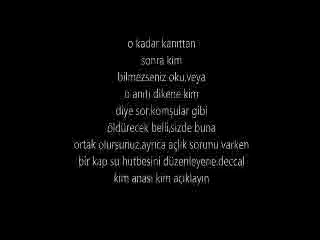 o kadar kanıttan
sonra kim
bilmezseniz oku,veya
o anıtı dikene kim
diye sor,komşular gibi
öldürecek belli,sizde buna
ortak olursunuz,ayrıca açlık sorunu varken
bir kap su hutbesini düzenleyene,deccal
kim anası kim açıklayın